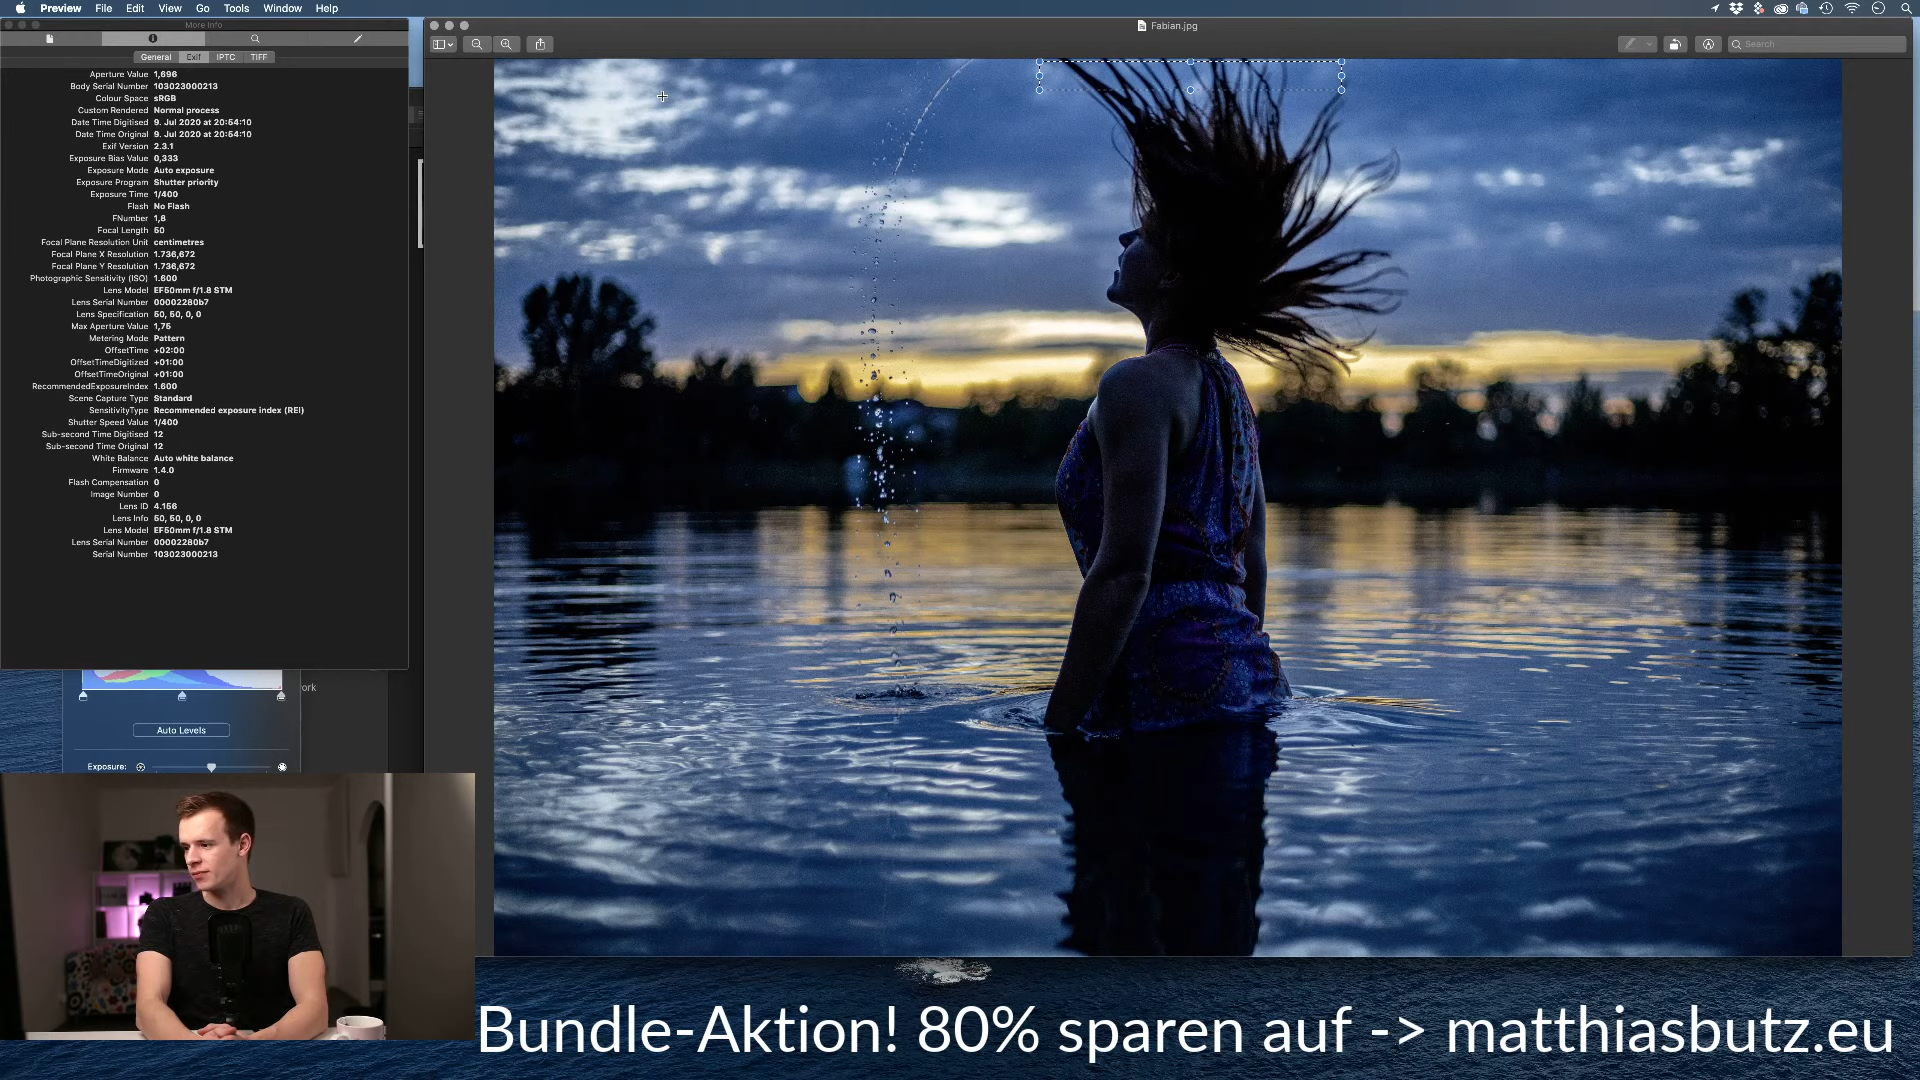 Preview File Edit View Go Tools Window Help
More Info
Fabian.jpg
Search
General Exif IPTC TIFF
Aperture Value 1,696
Body Serial Number 103023000213
Colour Space sRGB
Custom Rendered Normal process
Date Time Digitised 9. Jul 2020 at 20:54:10
Date Time Original 9. Jul 2020 at 20:54:10
Exif Version 2.3.1
Exposure Bias Value 0,333
Exposure Mode Auto exposure
Exposure Program Shutter priority
Exposure Time 1/400
Flash No Flash
FNumber 1,8
Focal Length 50
Focal Plane Resolution Unit centimetres
Focal Plane X Resolution 1.736,672
Focal Plane Y Resolution 1.736,672
Photographic Sensitivity (ISO) 1.600
Lens Model EF50mm f/1.8 STM
Lens Serial Number 00002280b7
Lens Specification 50, 50, 0, 0
Max Aperture Value 1,75
Metering Mode Pattern
OffsetTime +02:00
OffsetTimeDigitized +01:00
OffsetTimeOriginal +01:00
RecommendedExposureIndex 1.600
Scene Capture Type Standard
SensitivityType Recommended exposure index (REI)
Shutter Speed Value 1/400
Sub-second Time Digitised 12
Sub-second Time Original 12
White Balance Auto white balance
Firmware 1.4.0
Flash Compensation 0
Image Number 0
Lens ID 4.156
Lens Info 50, 50, 0, 0
Lens Model EF50mm f/1.8 STM
Lens Serial Number 00002280b7
Serial Number 103023000213
ork
Auto Levels
Exposure:
Bundle-Aktion! 80% sparen auf -> matthiasbutz.eu